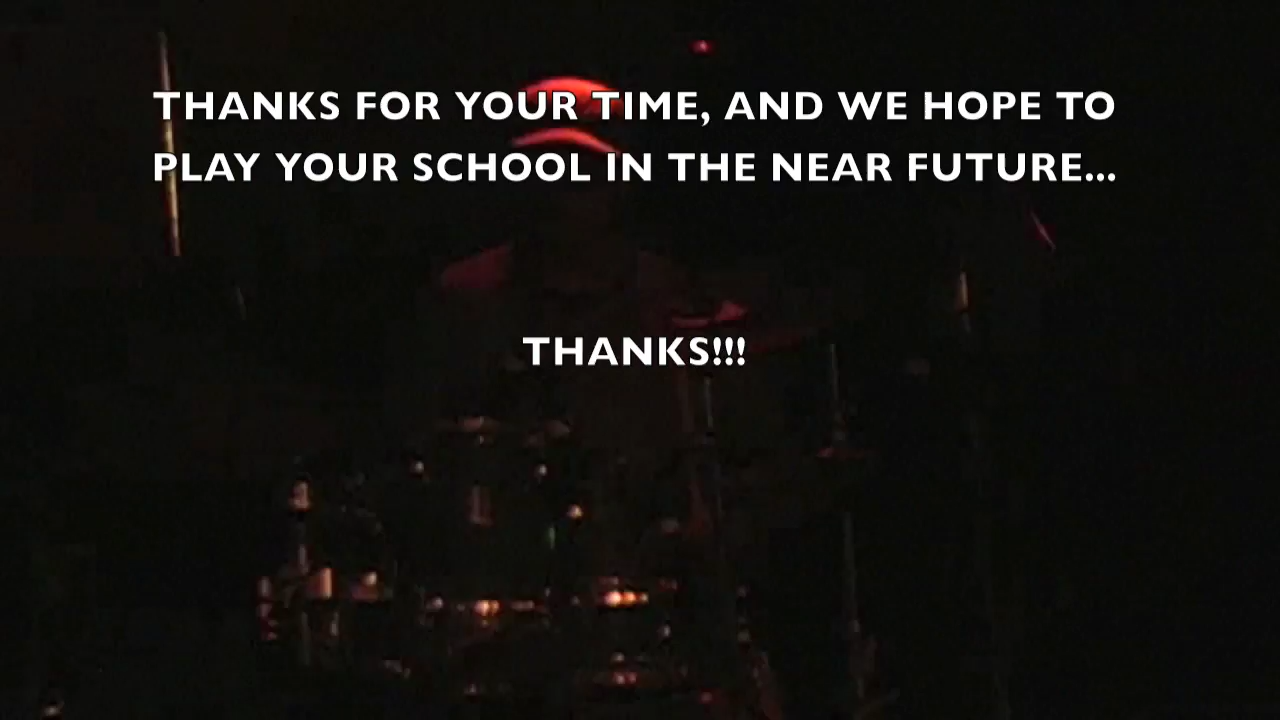 THANKS FOR YOUR TIME, AND WE HOPE TO
PLAY YOUR SCHOOL IN THE NEAR FUTURE...
THANKS!!!